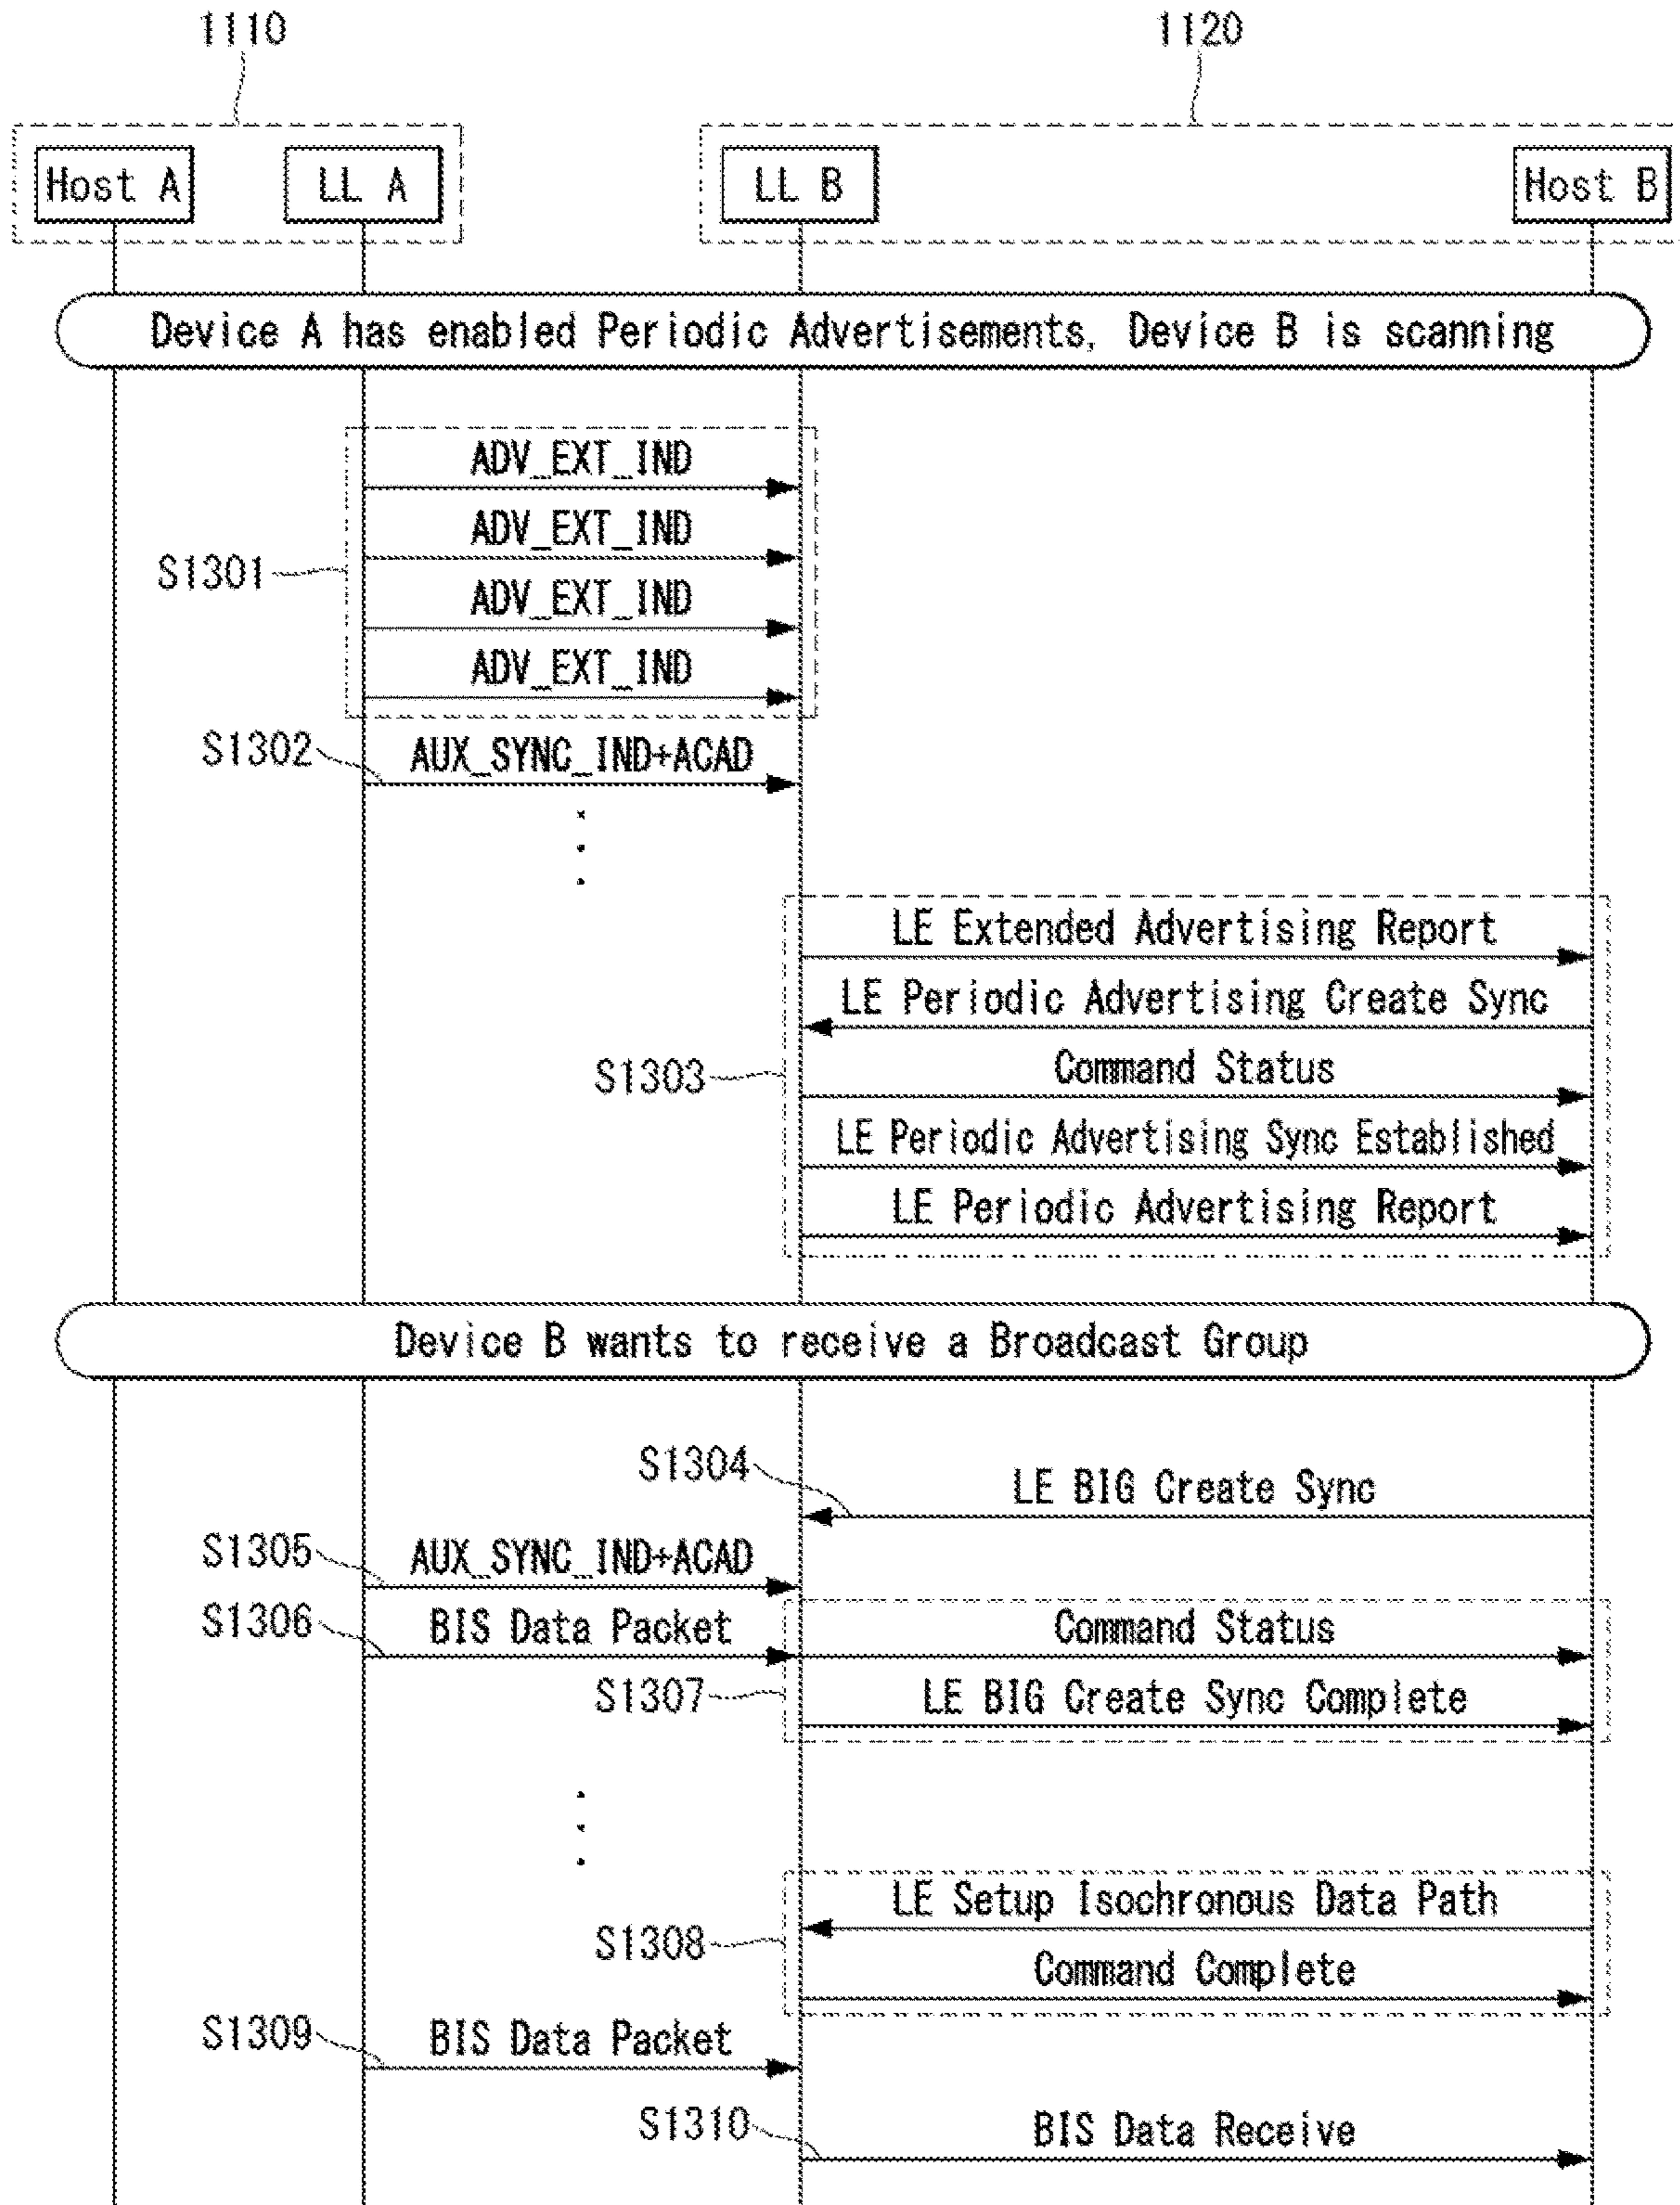 1110
1120
Host A
LL A
LL B
Host B
Device A has enabled Periodic Advertisements, Device B is scanning
ADV_EXT_IND
ADV_EXT_IND
S1301
ADV_EXT_IND
ADV_EXT_IND
S1302
AUX_SYNC_IND+ACAD
LE Extended Advertising Report
LE Periodic Advertising Create Sync
S1303
Command Status
LE Periodic Advertising Sync Established
LE Periodic Advertising Report
Device B wants to receive a Broadcast Group
S1304
LE BIG Create Sync
S1305
AUX_SYNC_IND+ACAD
S1306
BIS Data Packet
Command Status
S1307
LE BIG Create Sync Complete
LE Setup Isochronous Data Path
S1308
Command Complete
S1309
BIS Data Packet
S1310
BIS Data Receive